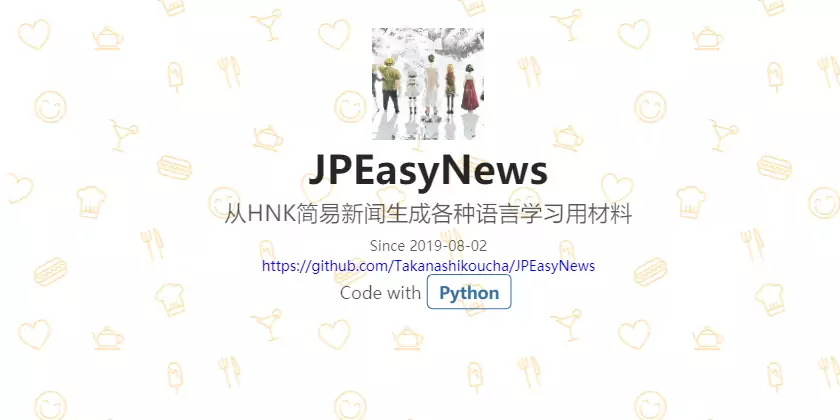 JPEasyNews
从HNK简易新闻生成各种语言学习用材料
Since 2019-08-02
https://github.com/Takanashikoucha/JPEasyNews
Code with Python